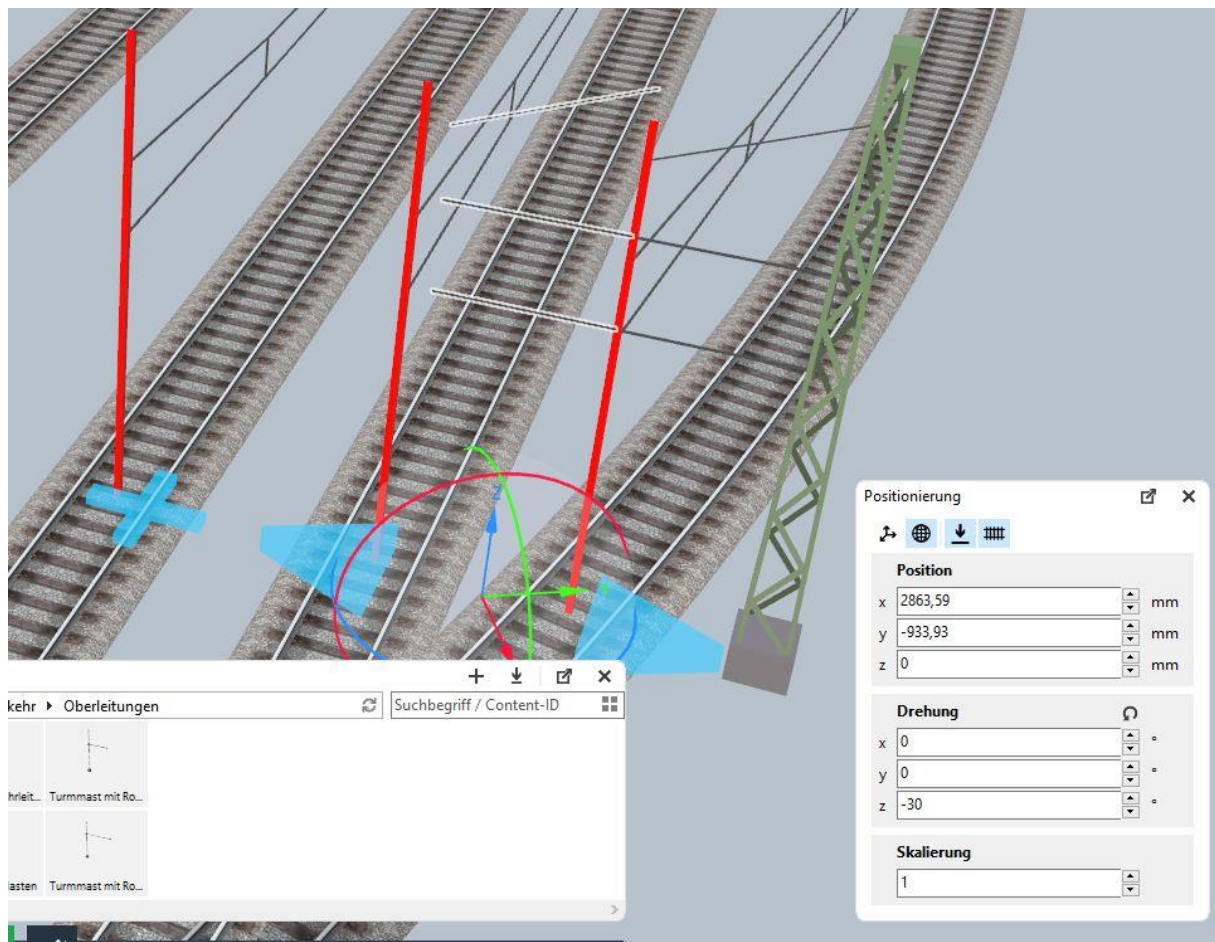 Positionierung
Position
x 2863,59 mm
y -933,93 mm
z 0 mm
Drehung
x 0 °
y 0 °
z -30 °
Skalierung
1
Z
kehr ▸ Oberleitungen
Suchbegriff / Content-ID
hrleit... Turmmast mit Ro...
lasten Turmmast mit Ro...